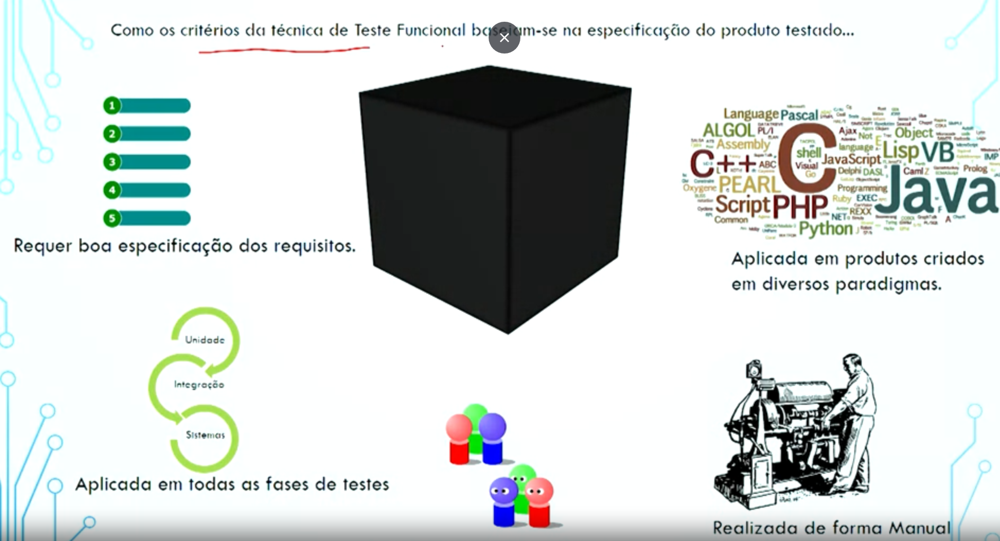 Como os critérios da técnica de Teste Funcional baseiam-se na especificação do produto testado...
1
2
3
4
5
Requer boa especificação dos requisitos.
Language Pascal
ALGOL PL/I
Assembly
C++ ABC
C
shell
Visual
Go
Ajax
Not
language
E
Object
Lisp VB
JavaScript
Delphi DASL
Caml Z
Prolog
IMP
Oxygene PEARL
Programming
Ruby EXEC
Java
Script PHP
REXX
NET
Common
Python
J
F
A
Aplicada em produtos criados
em diversos paradigmas.
Unidade
Integração
Sistemas
Aplicada em todas as fases de testes
Realizada de forma Manual